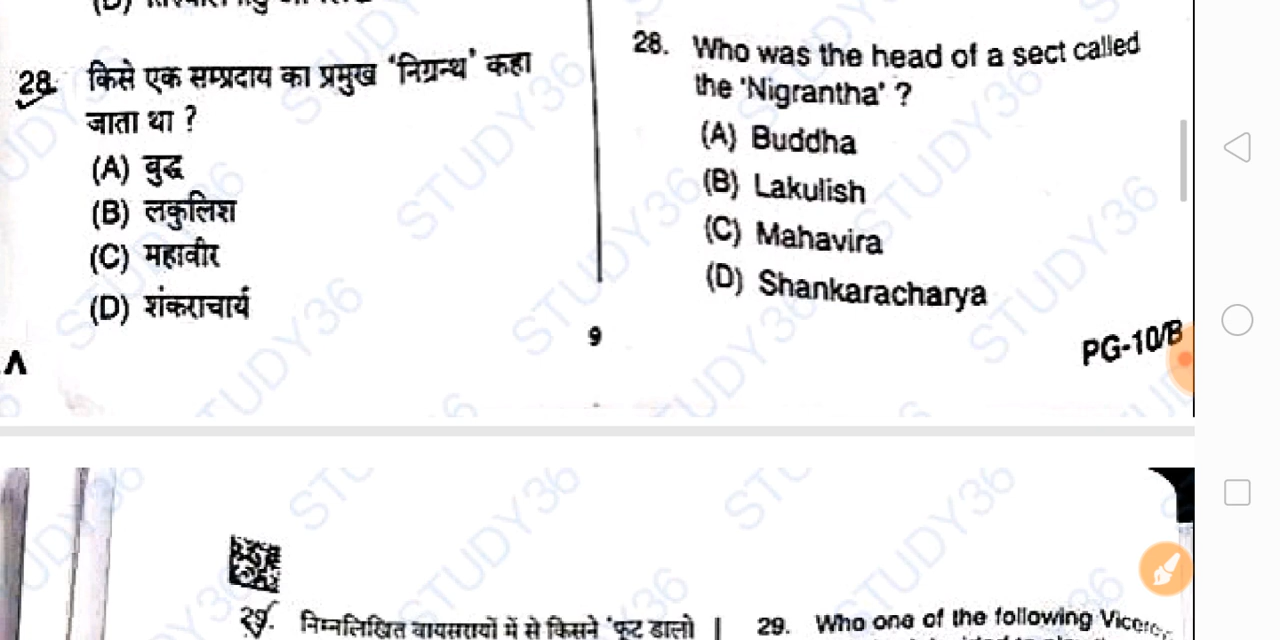 28. किसे एक सम्प्रदाय का प्रमुख 'निग्रन्थ' कहा
जाता था ?
(A) बुद्ध
(B) लकुलिश
(C) महावीर
(D) शंकराचार्य
28. Who was the head of a sect called
the 'Nigrantha' ?
(A) Buddha
(B) Lakulish
(C) Mahavira
(D) Shankaracharya
9
PG-10/B
29. निम्नलिखित वायसरायों में से किसने 'फूट डालो
29. Who one of the following
STUDY36